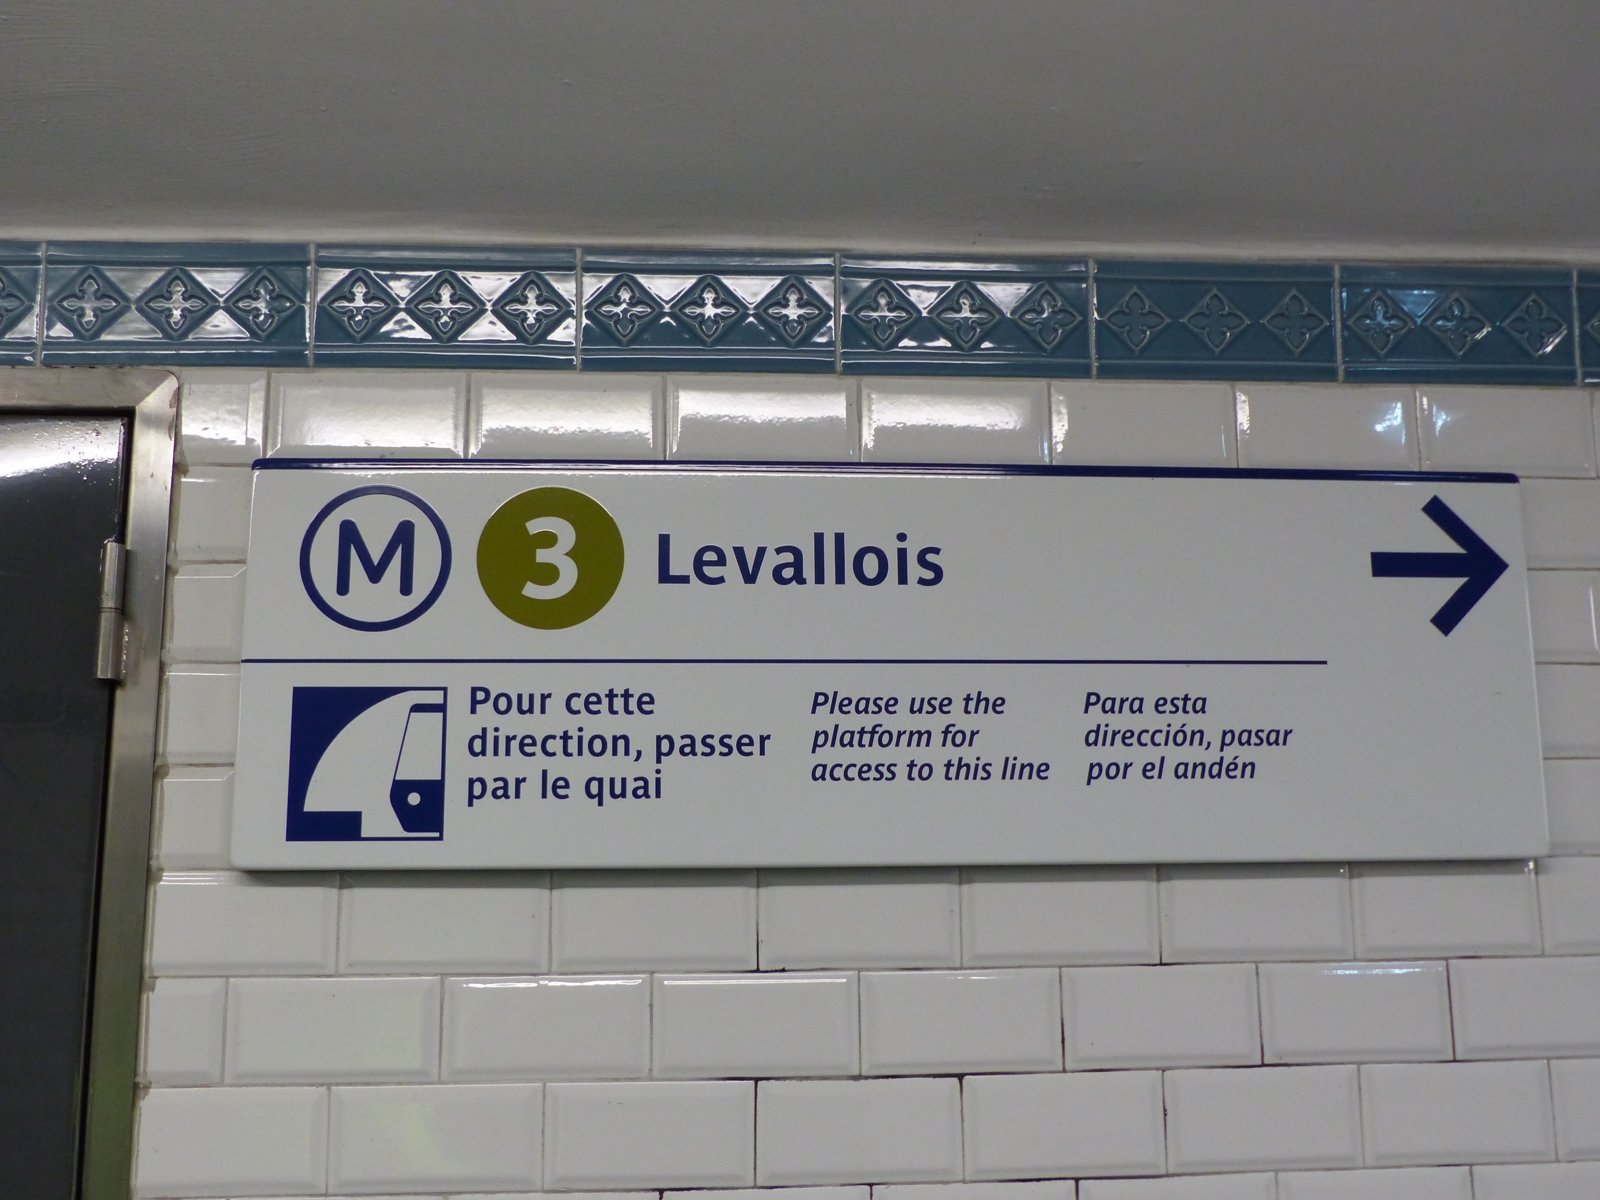 M 3 Levallois
Pour cette
direction, passer
par le quai
Please use the
platform for
access to this line
Para esta
dirección, pasar
por el andén